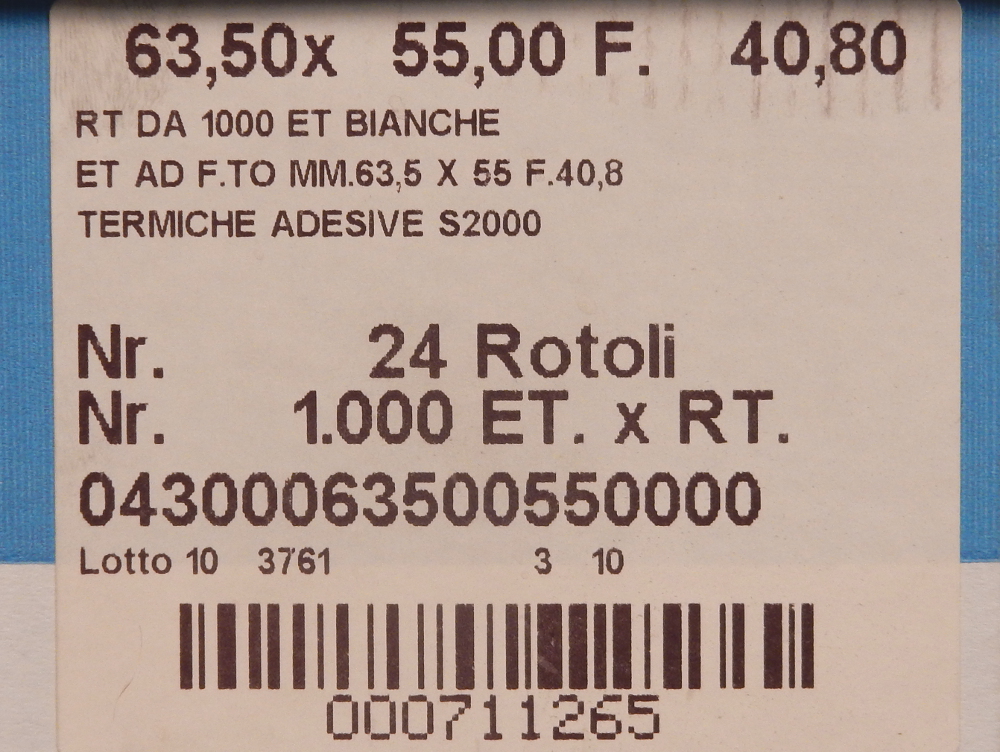 63,50x 55,00 F. 40,80
RT DA 1000 ET BIANCHE
ET AD F.TO MM.63,5 X 55 F.40,8
TERMICHE ADESIVE S2000
Nr. 24 Rotoli
Nr. 1.000 ET. x RT.
043000063500550000
Lotto 10 3761 3 10
000711265